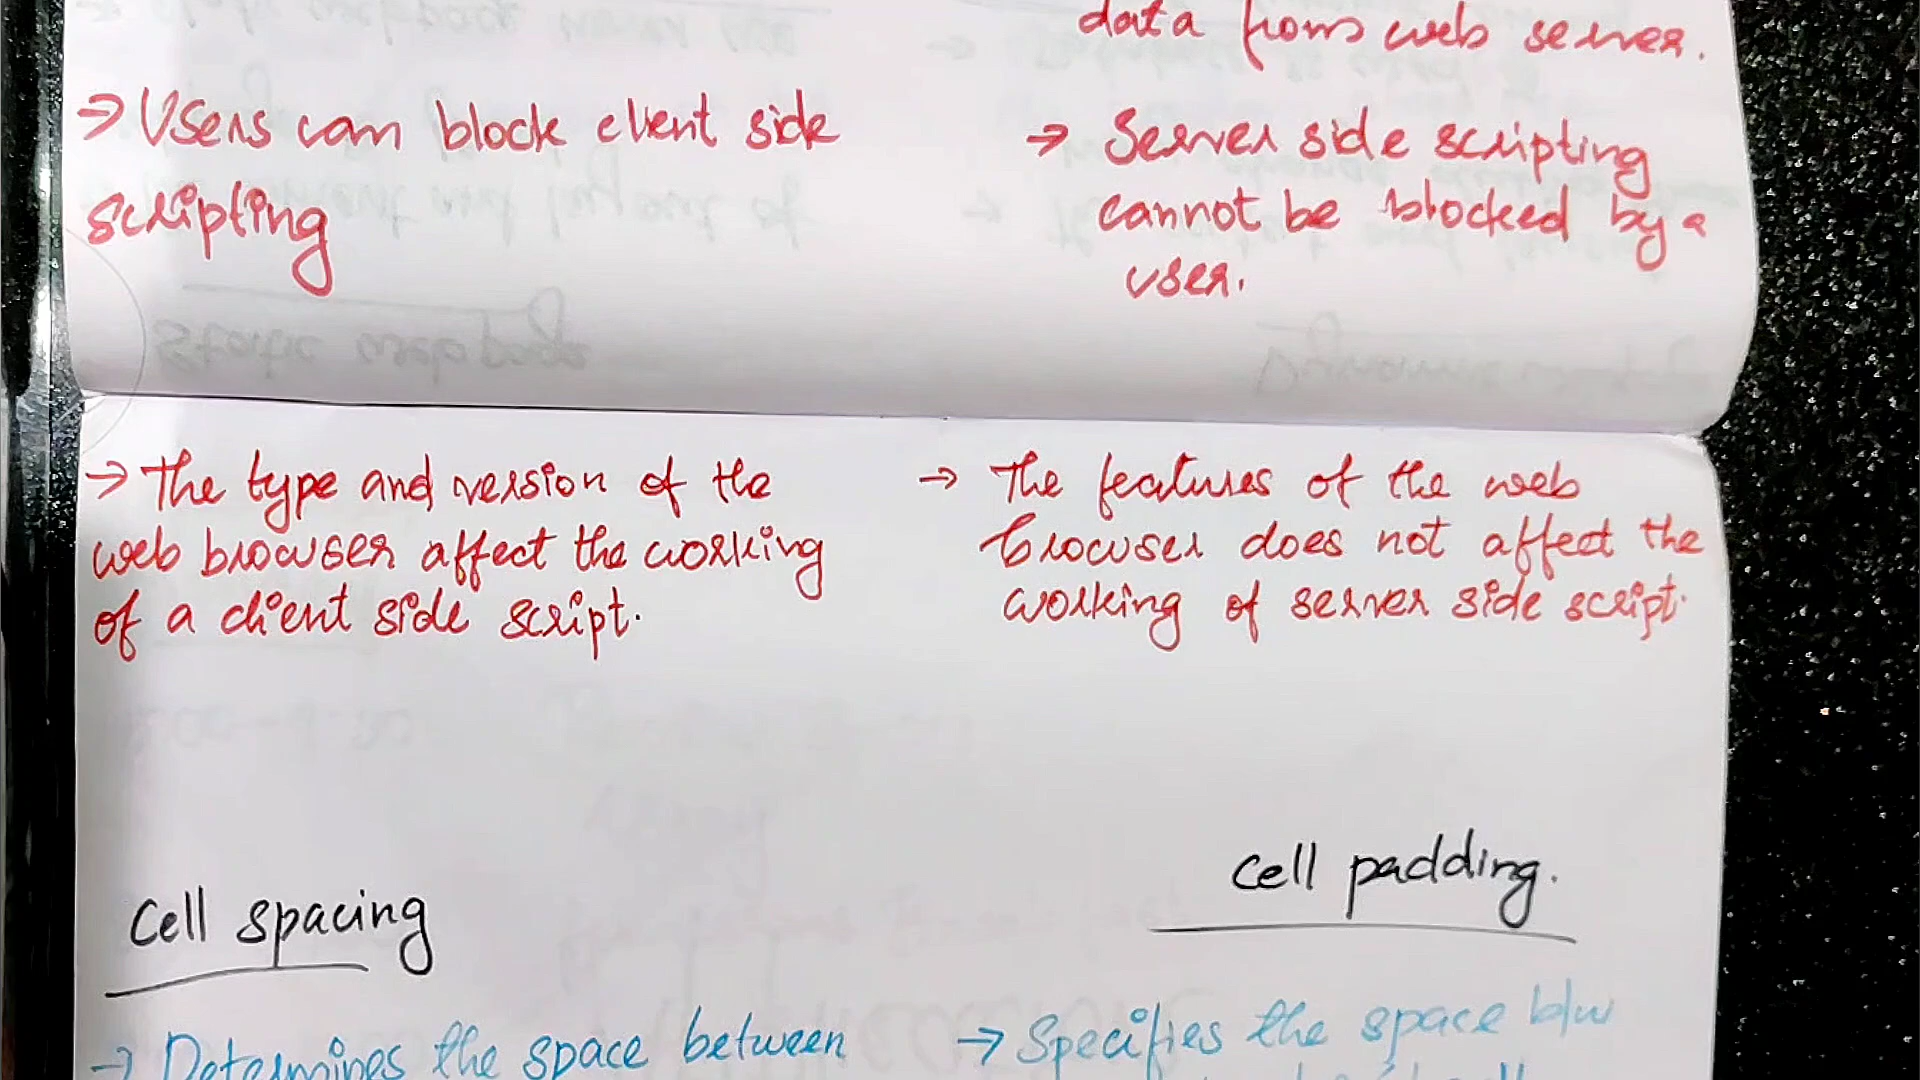 data from web server.
→ Users can block client side
scripting
→ Server side scripting
cannot be blocked by a
user.
→ The type and version of the
web browser affect the working
of a client side script.
→ The features of the web
browser does not affect the
working of server side script.
Cell spacing
Cell padding.
→ Determines the space between
→ Specifies the space b/w